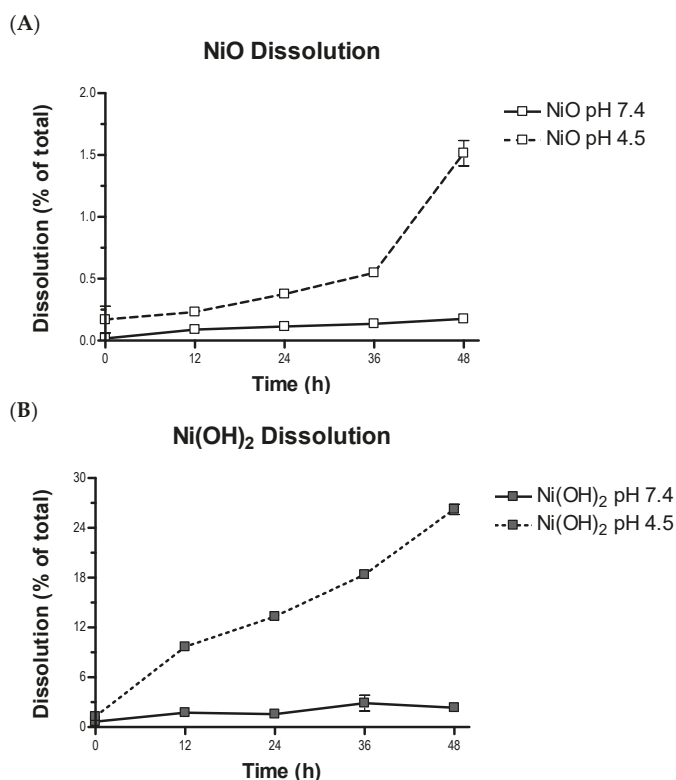 (A)
NiO Dissolution
NiO pH 7.4
NiO pH 4.5
Dissolution (% of total)
2.0
1.5
1.0
0.5
0.0
0 12 24 36 48
Time (h)
(B)
Ni(OH)₂ Dissolution
Ni(OH)₂ pH 7.4
Ni(OH)₂ pH 4.5
Dissolution (% of total)
30
24
18
12
6
0
0 12 24 36 48
Time (h)